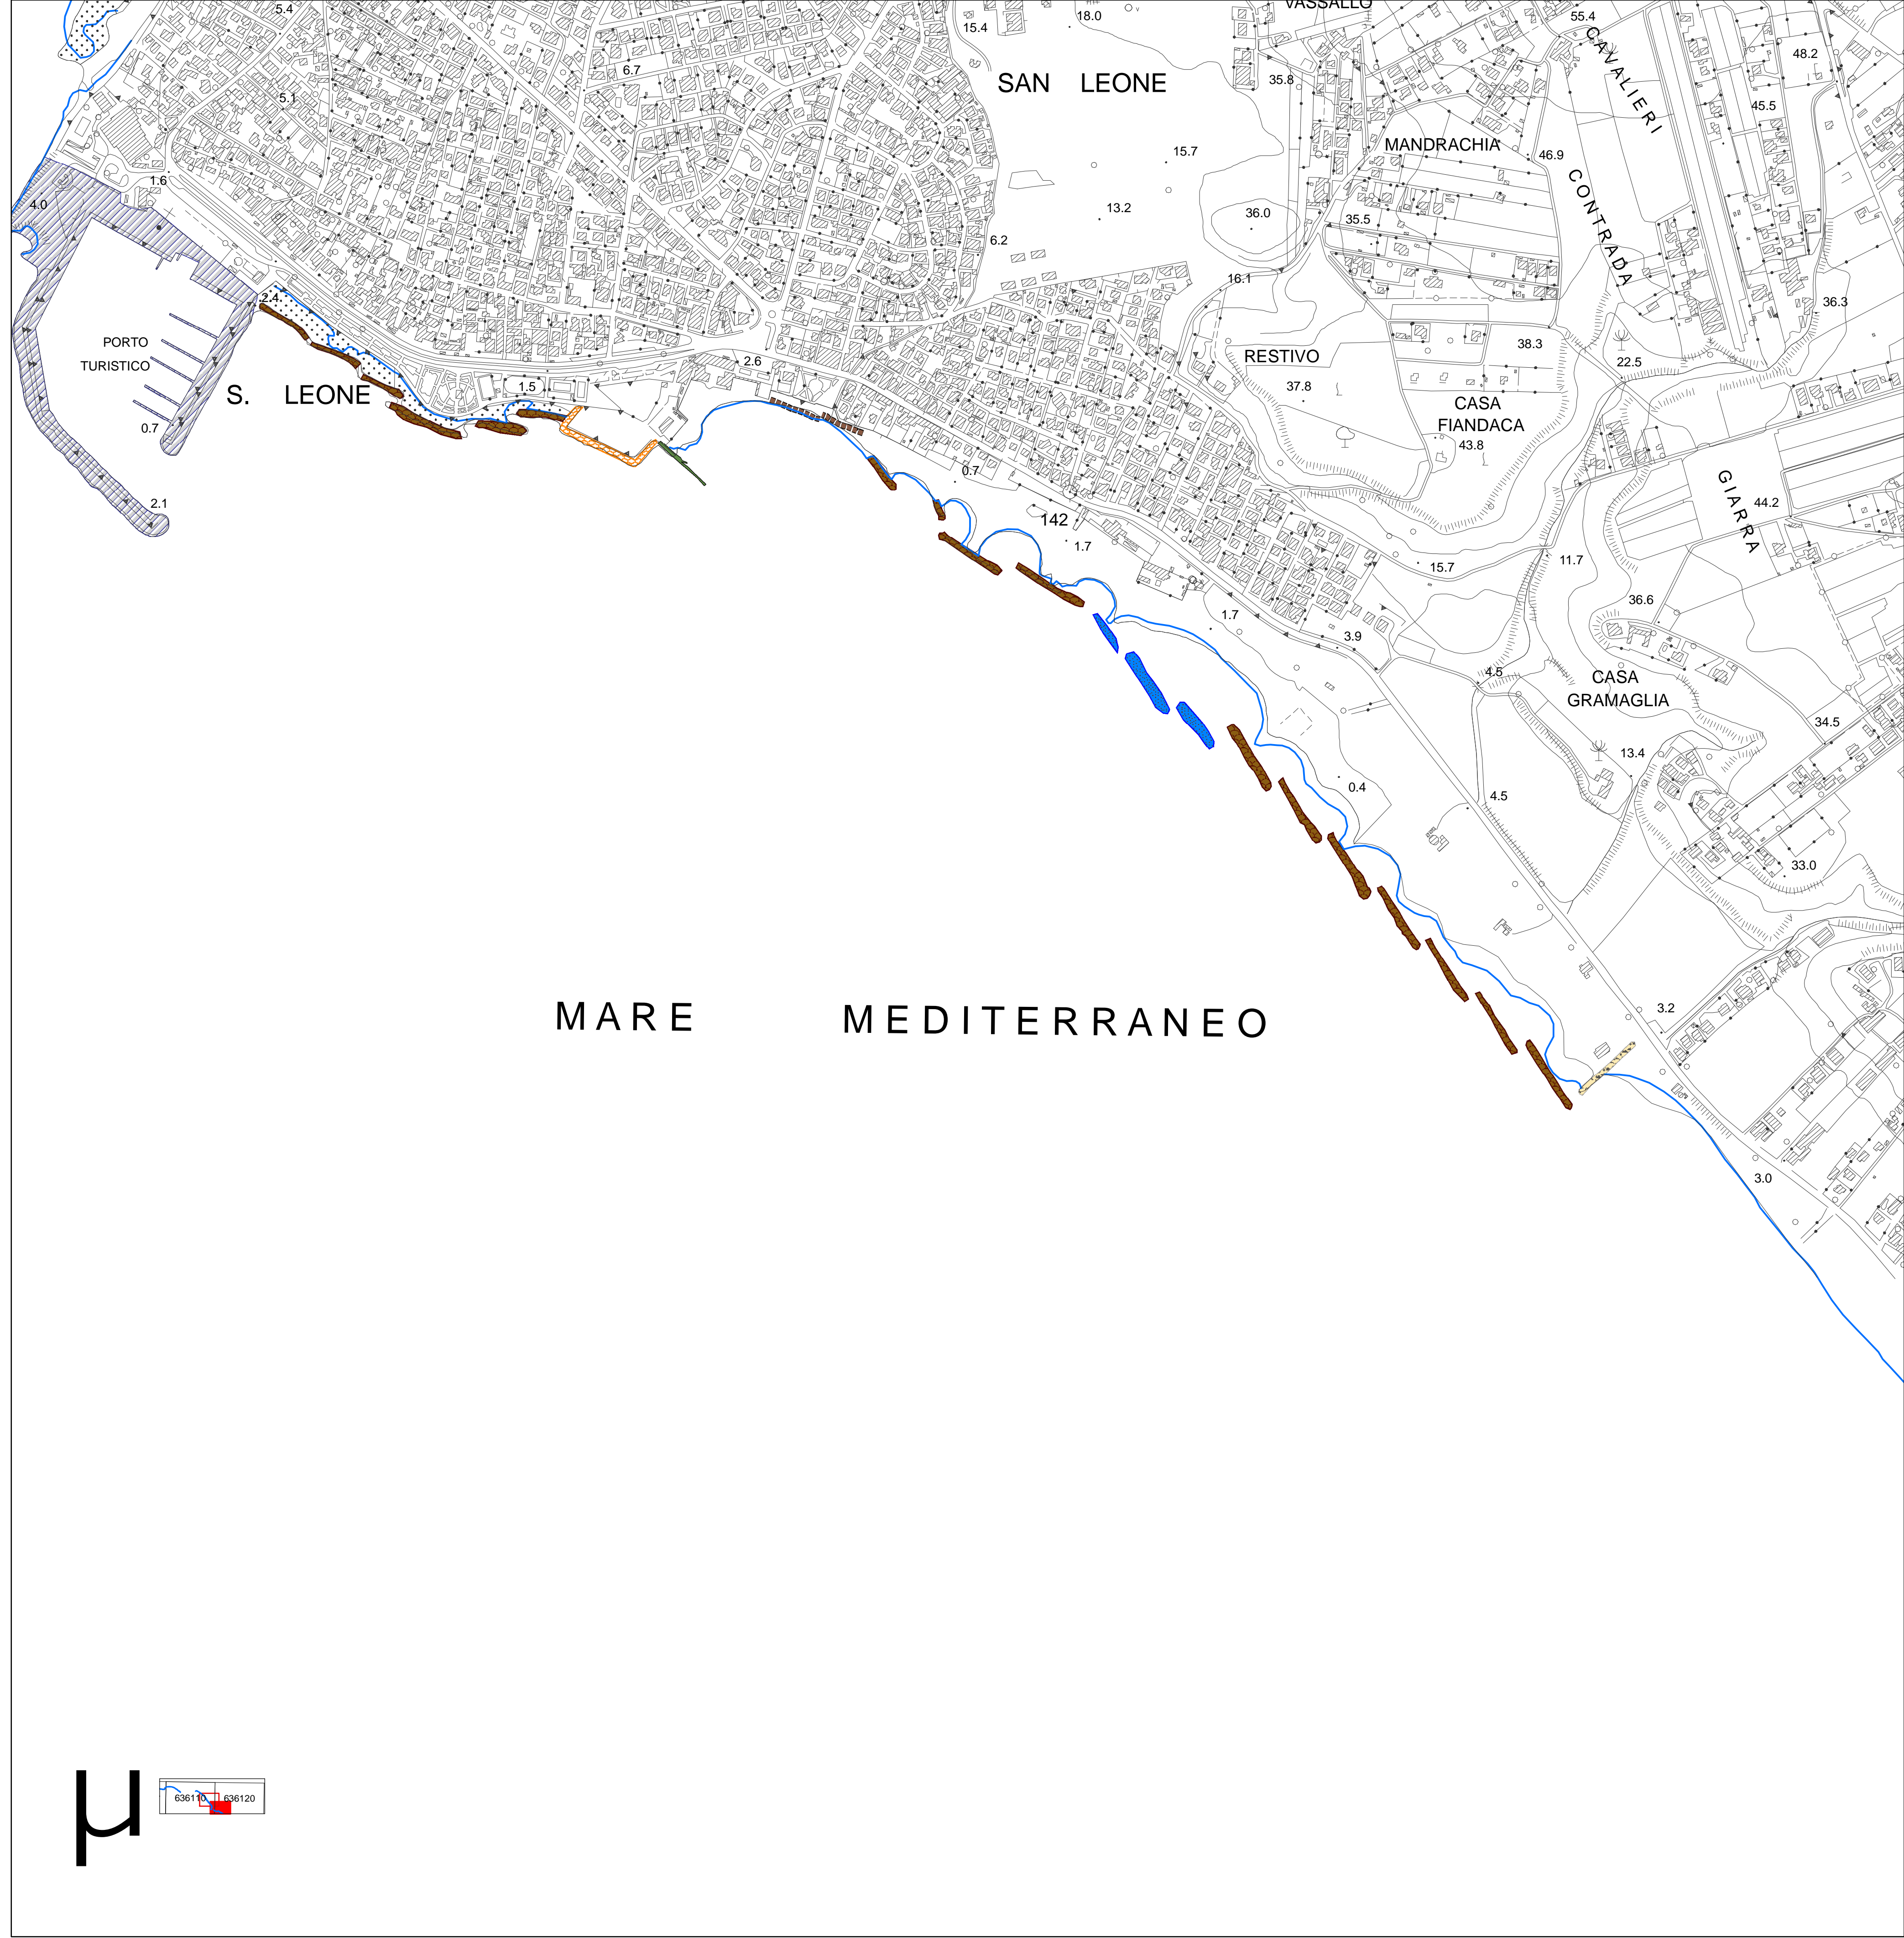 VASSALLO
5.4
15.4
18.0
55.4
CAVALIERI
48.2
6.7
SAN LEONE
35.8
5.1
45.5
MANDRACHIA
46.9
15.7
1.6
CONTRADA
4.0
13.2
36.0
35.5
6.2
16.1
2.4
36.3
PORTO
TURISTICO
S. LEONE
2.6
1.5
RESTIVO
37.8
38.3
22.5
CASA
FIANDACA
43.8
0.7
2.1
0.7
142
1.7
GIARRA
44.2
15.7
11.7
36.6
1.7
3.9
4.5
CASA
GRAMAGLIA
34.5
13.4
0.4
4.5
33.0
MARE MEDITERRANEO
3.2
3.0
µ
636110
636120